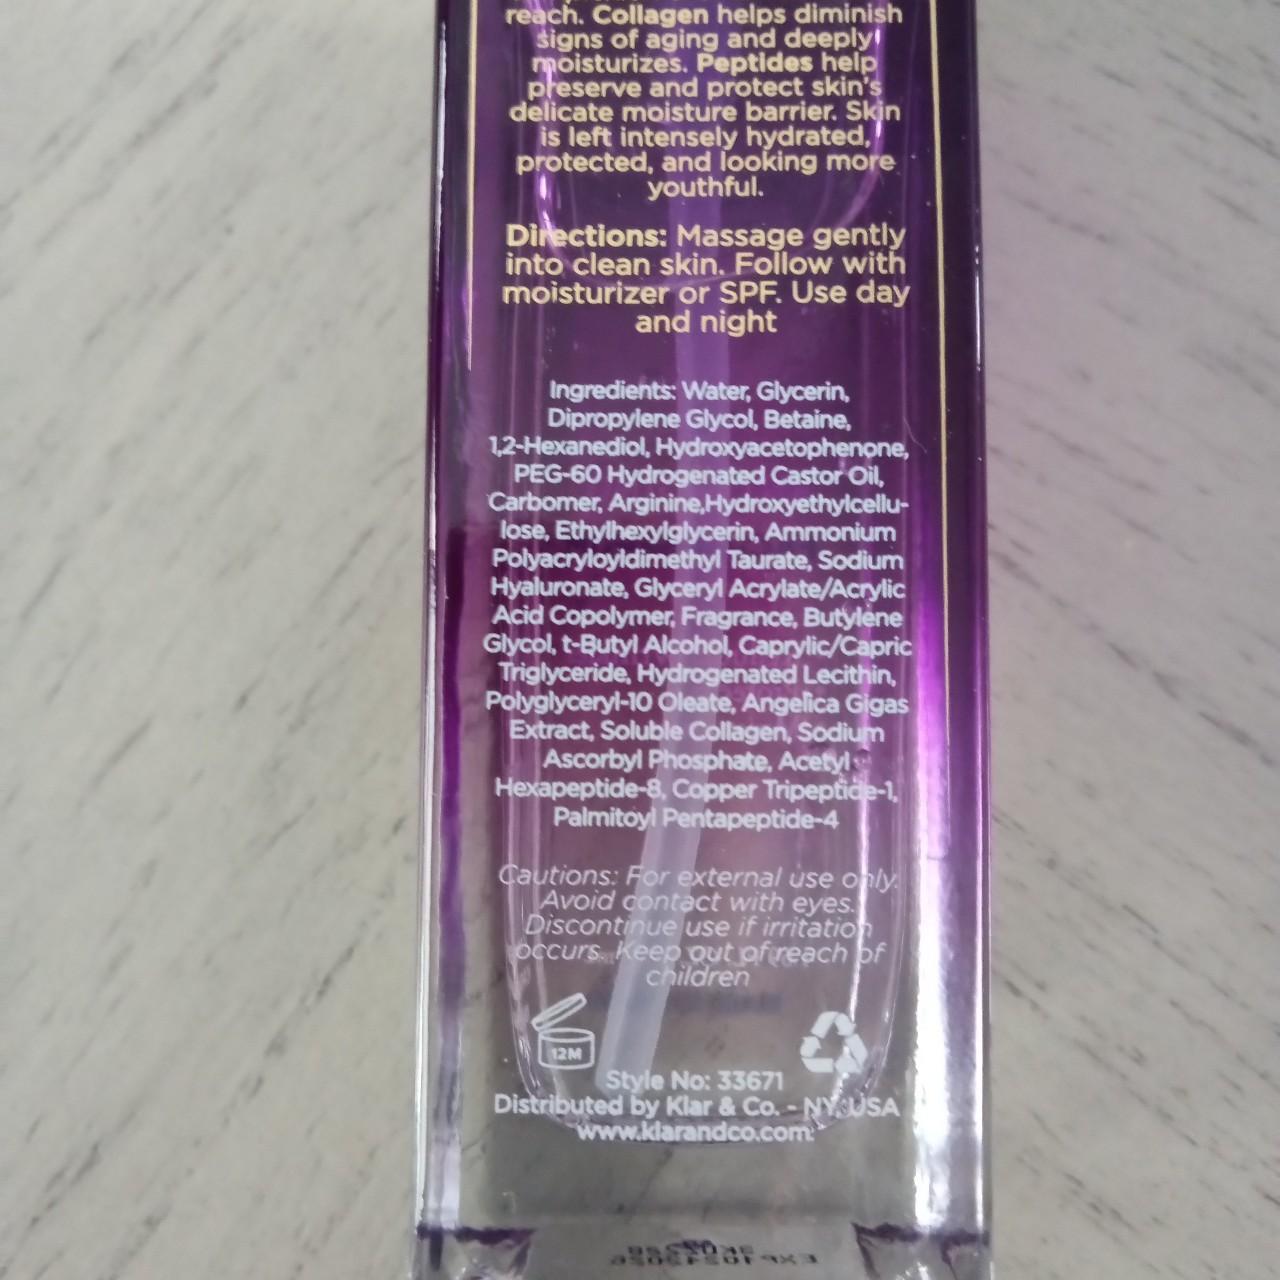 reach. Collagen helps diminish
signs of aging and deeply
moisturizes. Peptides help
preserve and protect skin's
delicate moisture barrier. Skin
is left intensely hydrated,
protected, and looking more
youthful.
Directions: Massage gently
into clean skin. Follow with
moisturizer or SPF. Use day
and night
Ingredients: Water, Glycerin,
Dipropylene Glycol, Betaine,
1,2-Hexanediol, Hydroxyacetophenone,
PEG-60 Hydrogenated Castor Oil,
Carbomer, Arginine,Hydroxyethylcellu-
lose, Ethylhexylglycerin, Ammonium
Polyacryloyldimethyl Taurate, Sodium
Hyaluronate, Glyceryl Acrylate/Acrylic
Acid Copolymer, Fragrance, Butylene
Glycol, t-Butyl Alcohol, Caprylic/Capric
Triglyceride, Hydrogenated Lecithin,
Polyglyceryl-10 Oleate, Angelica Gigas
Extract, Soluble Collagen, Sodium
Ascorbyl Phosphate, Acetyl
Hexapeptide-8, Copper Tripeptide-1,
Palmitoyl Pentapeptide-4
Cautions: For external use only.
Avoid contact with eyes.
Discontinue use if irritation
occurs. Keep out of reach of
children
12M
Style No: 33671
Distributed by Klar & Co. - NY, USA
www.klarandco.com